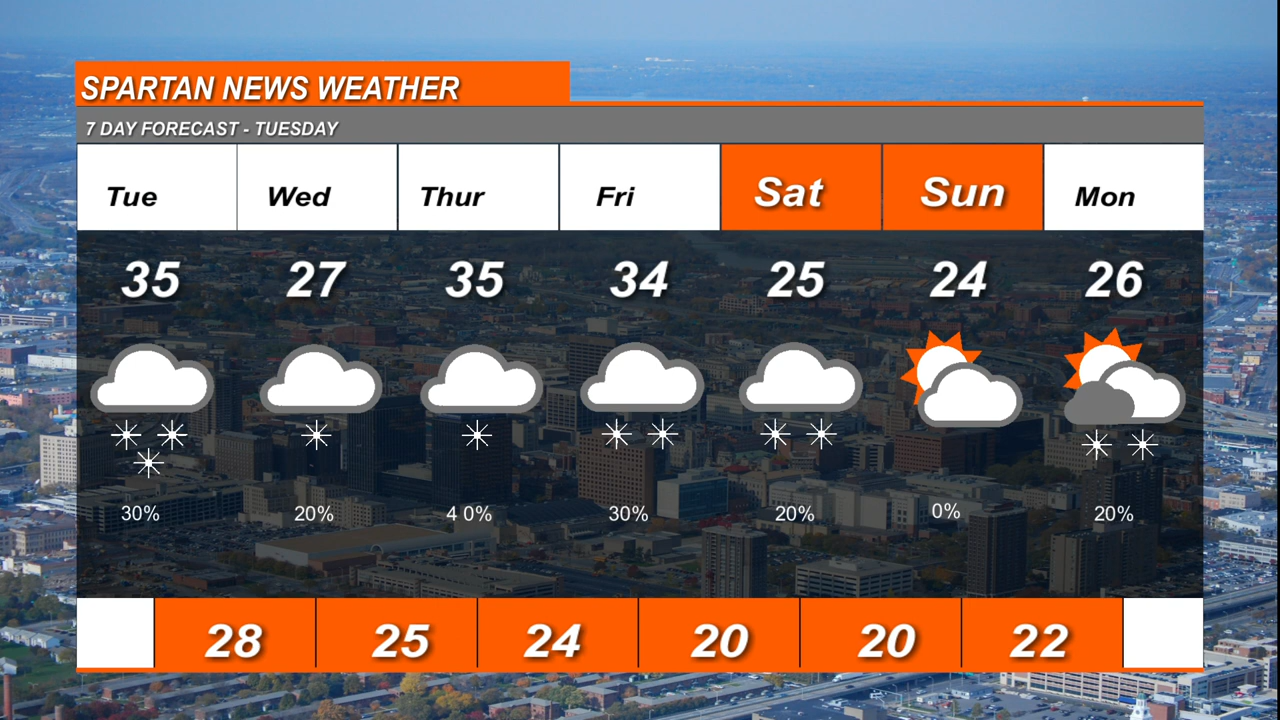 SPARTAN NEWS WEATHER
7 DAY FORECAST - TUESDAY
Tue Wed Thur Fri Sat Sun Mon
35 27 35 34 25 24 26
30% 20% 4 0% 30% 20% 0% 20%
28 25 24 20 20 22